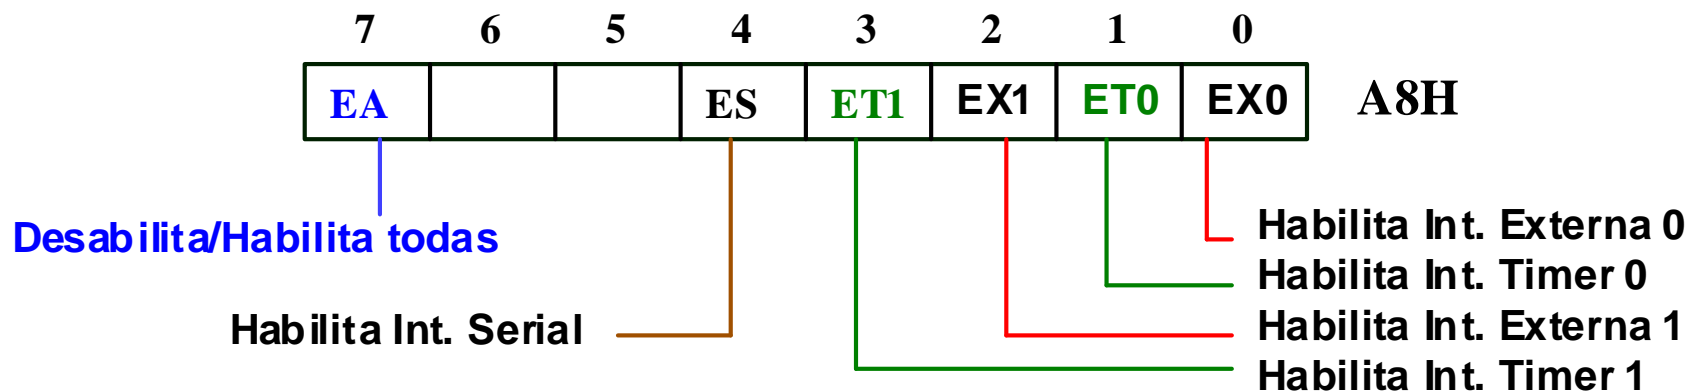 7 6 5 4 3 2 1 0
EA ES ET1 EX1 ET0 EX0 A8H
Desabilita/Habilita todas
Habilita Int. Serial
Habilita Int. Externa 0
Habilita Int. Timer 0
Habilita Int. Externa 1
Habilita Int. Timer 1